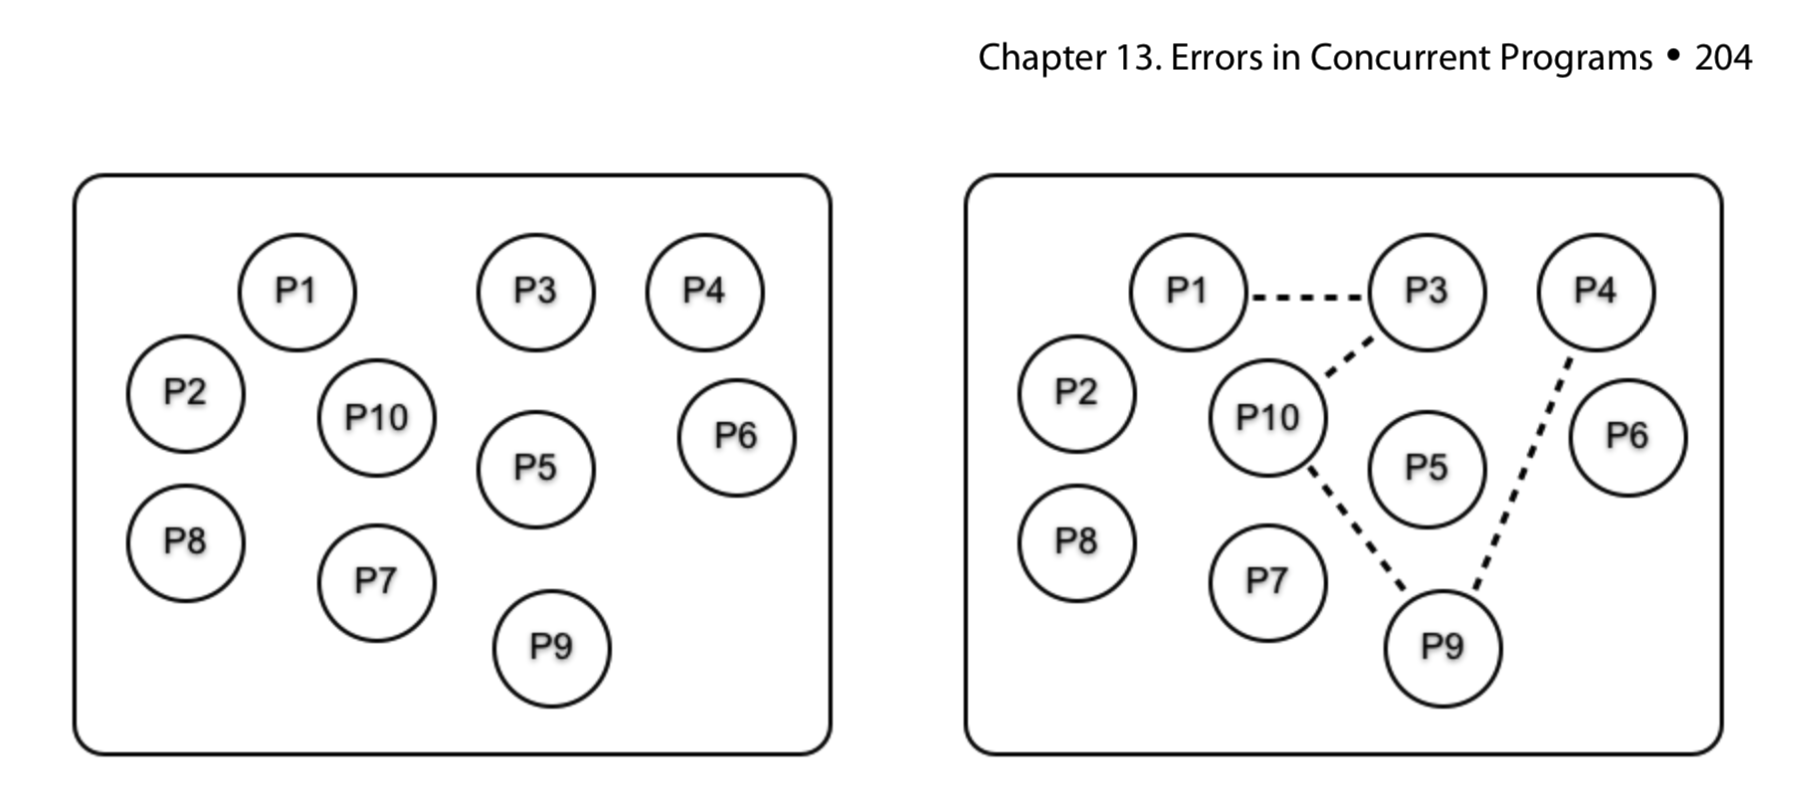 Chapter 13. Errors in Concurrent Programs • 204
P1
P3
P4
P2
P10
P5
P6
P8
P7
P9
P1
P3
P4
P2
P10
P5
P6
P8
P7
P9